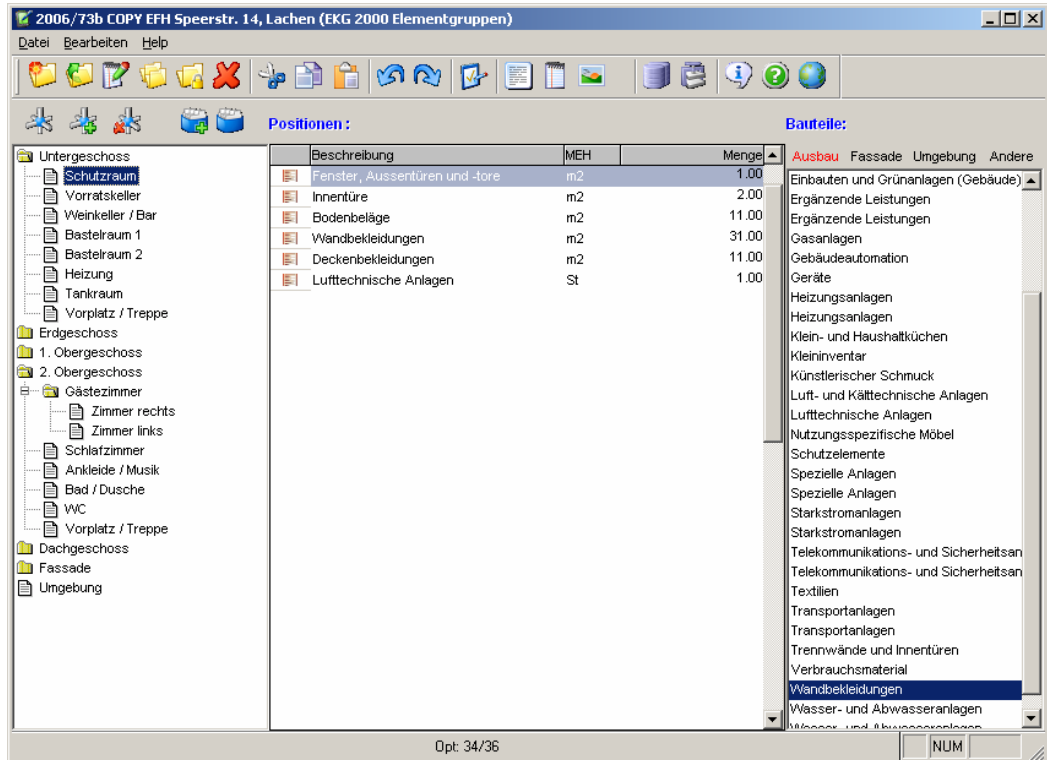 2006/73b COPY EFH Speerstr. 14, Lachen (EKG 2000 Elementgruppen)
Datei Bearbeiten Help
Positionen :
Bauteile:
Untergeschoss
Schutzraum
Vorratskeller
Weinkeller / Bar
Bastelraum 1
Bastelraum 2
Heizung
Tankraum
Vorplatz / Treppe
Erdgeschoss
1. Obergeschoss
2. Obergeschoss
Gästezimmer
Zimmer rechts
Zimmer links
Schlafzimmer
Ankleide / Musik
Bad / Dusche
WC
Vorplatz / Treppe
Dachgeschoss
Fassade
Umgebung
Beschreibung MEH Menge
Fenster, Aussentüren und -tore m2 1.00
Innentüre m2 2.00
Bodenbeläge m2 11.00
Wandbekleidungen m2 31.00
Deckenbekleidungen m2 11.00
Lufttechnische Anlagen St 1.00
Ausbau Fassade Umgebung Andere
Einbauten und Grünanlagen (Gebäude)
Ergänzende Leistungen
Ergänzende Leistungen
Gasanlagen
Gebäudeautomation
Geräte
Heizungsanlagen
Heizungsanlagen
Klein- und Haushaltküchen
Kleininventar
Künstlerischer Schmuck
Luft- und Kälttechnische Anlagen
Lufttechnische Anlagen
Nutzungsspezifische Möbel
Schutzelemente
Spezielle Anlagen
Spezielle Anlagen
Starkstromanlagen
Starkstromanlagen
Telekommunikations- und Sicherheitsan
Telekommunikations- und Sicherheitsan
Textilien
Transportanlagen
Transportanlagen
Trennwände und Innentüren
Verbrauchsmaterial
Wandbekleidungen
Wasser- und Abwasseranlagen
Wasser- und Abwasseranlagen
Opt: 34/36
NUM